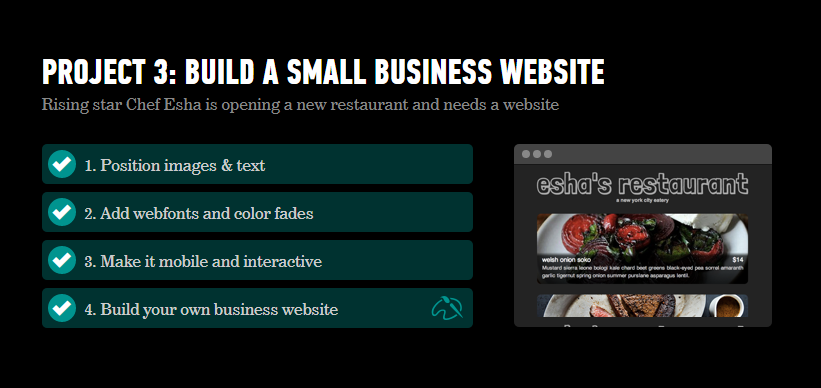 PROJECT 3: BUILD A SMALL BUSINESS WEBSITE
Rising star Chef Esha is opening a new restaurant and needs a website
1. Position images & text
2. Add webfonts and color fades
3. Make it mobile and interactive
4. Build your own business website
esha's restaurant
a new york city eatery
welsh onion soko $14
Mustard sierra leone bologi kale chard beet greens black-eyed pea sorrel amaranth
garlic tigernut spring onion summer purslane asparagus lentil.